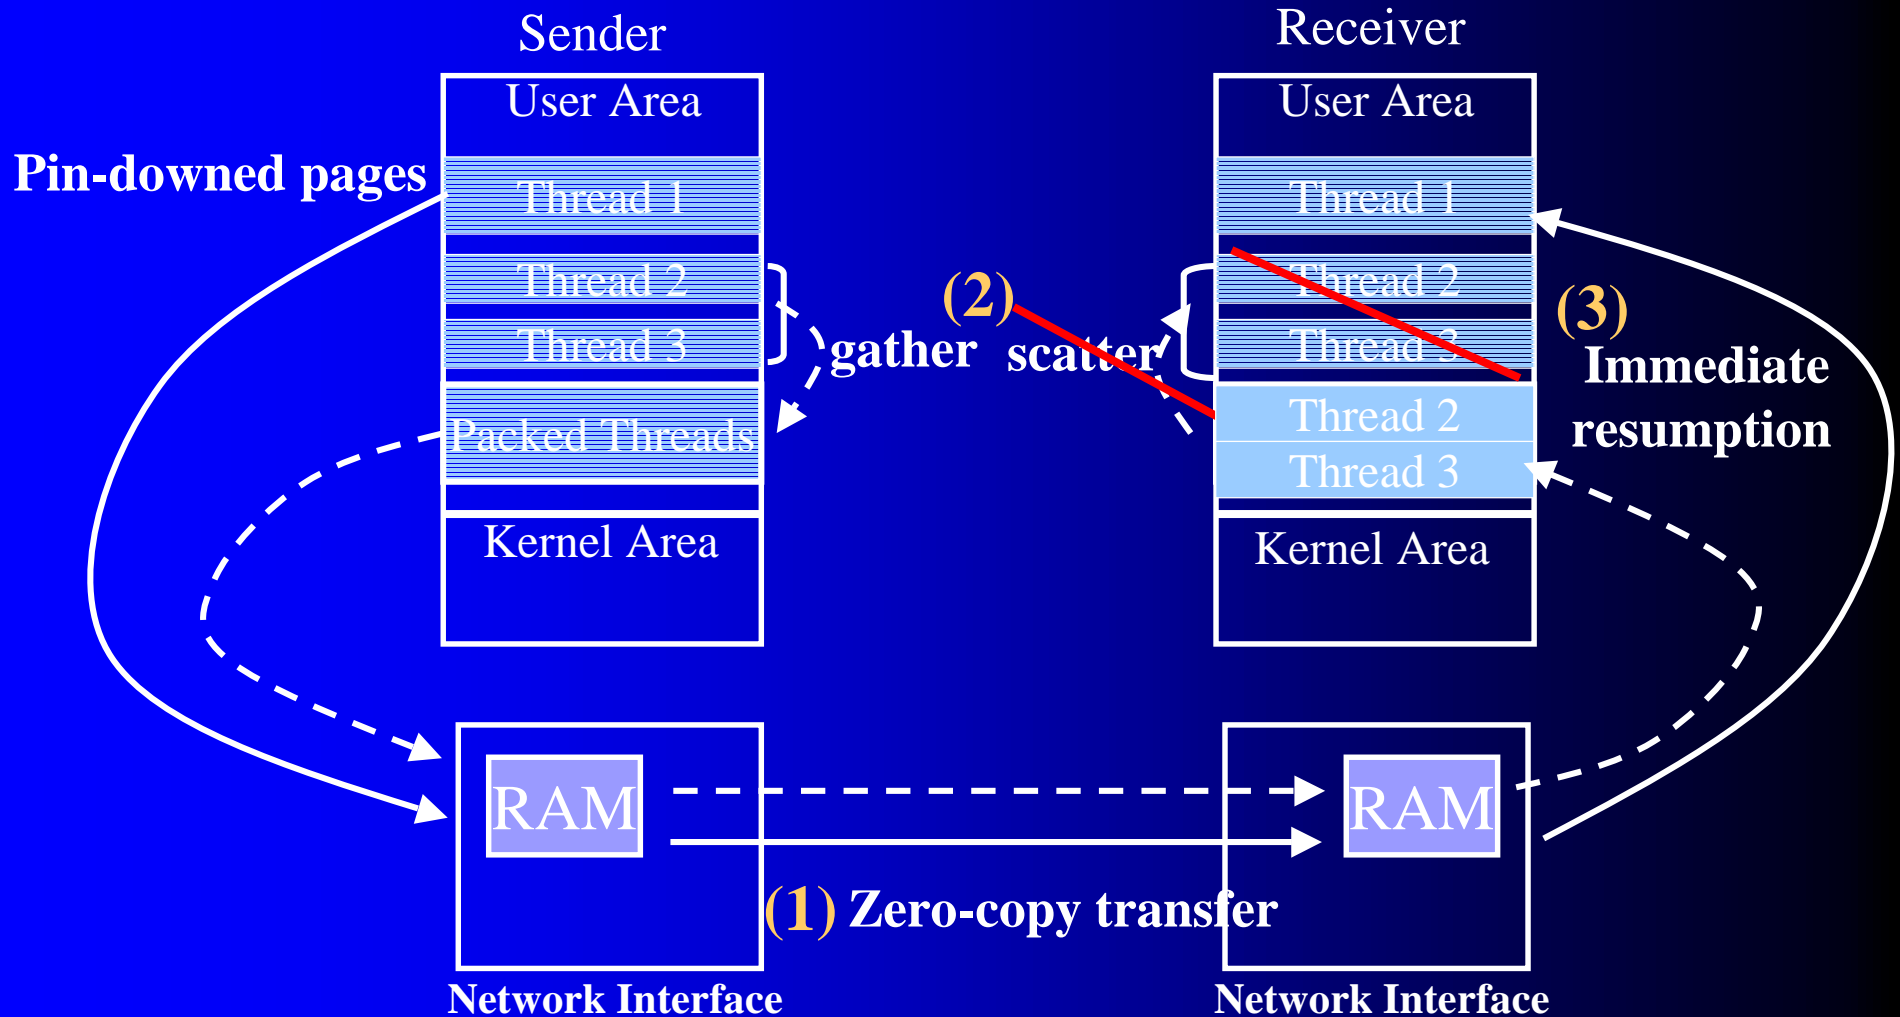 Sender
Receiver
User Area
User Area
Pin-downed pages
Thread 1
Thread 1
Thread 2
Thread 2
(2)
(3)
Thread 3
Thread 3
gather
scatter
Immediate
resumption
Packed Threads
Thread 2
Thread 3
Kernel Area
Kernel Area
RAM
RAM
(1) Zero-copy transfer
Network Interface
Network Interface